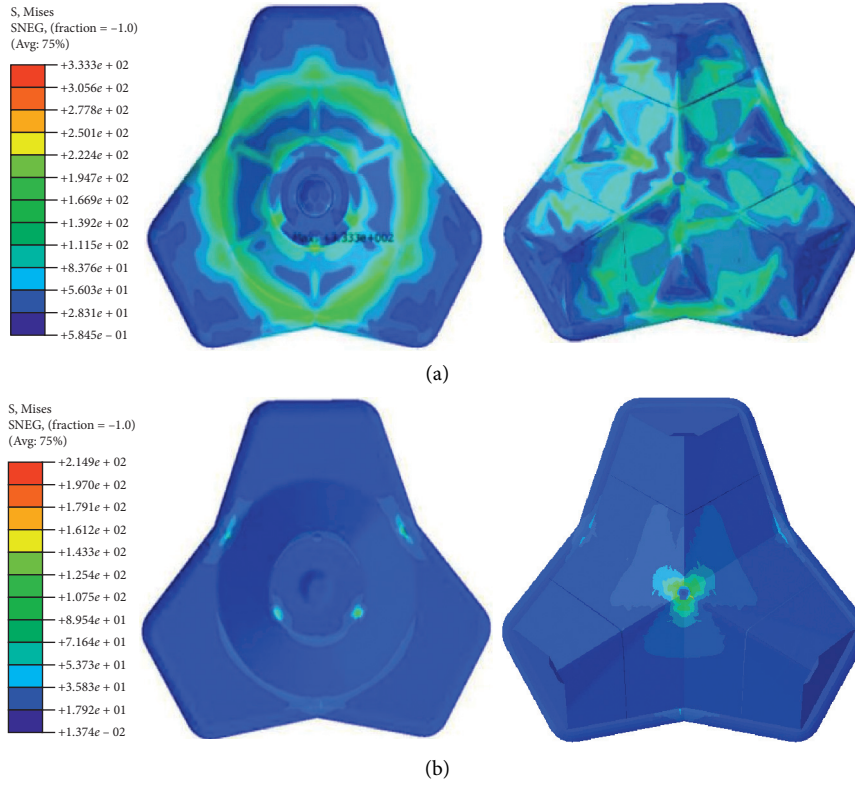 S, Mises
SNEG, (fraction = –1.0)
(Avg: 75%)
+3.333e + 02
+3.056e + 02
+2.778e + 02
+2.501e + 02
+2.224e + 02
+1.947e + 02
+1.669e + 02
+1.392e + 02
+1.115e + 02
+8.376e + 01
+5.603e + 01
+2.831e + 01
+5.845e – 01
Max: +3.333e+002
(a)
S, Mises
SNEG, (fraction = –1.0)
(Avg: 75%)
+2.149e + 02
+1.970e + 02
+1.791e + 02
+1.612e + 02
+1.433e + 02
+1.254e + 02
+1.075e + 02
+8.954e + 01
+7.164e + 01
+5.373e + 01
+3.583e + 01
+1.792e + 01
+1.374e – 02
(b)